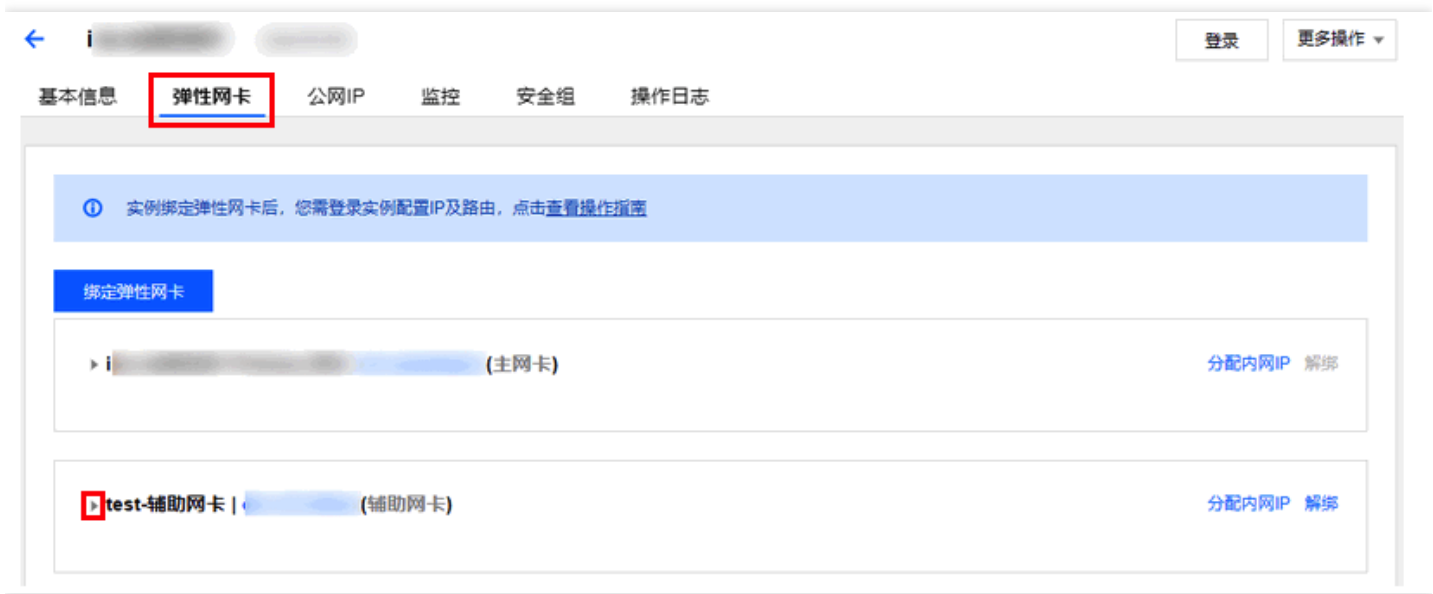 i 登录 更多操作
基本信息 弹性网卡 公网IP 监控 安全组 操作日志
实例绑定弹性网卡后，您需登录实例配置IP及路由，点击查看操作指南
绑定弹性网卡
i (主网卡) 分配内网IP 解绑
test-辅助网卡 | (辅助网卡) 分配内网IP 解绑